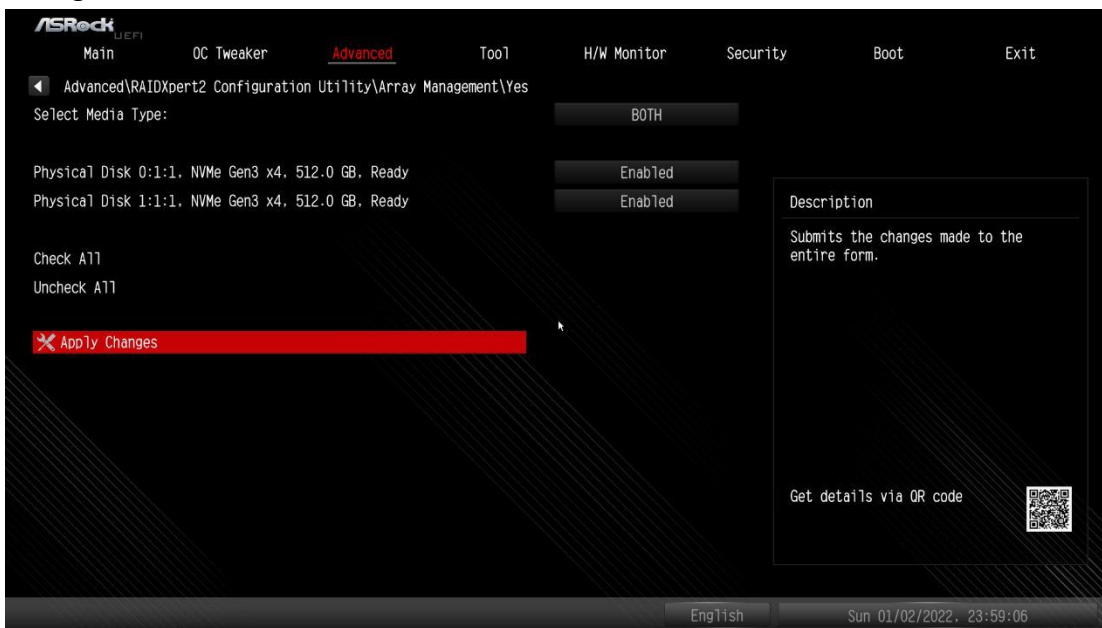 ASRock
UEFI
Main OC Tweaker Advanced Tool H/W Monitor Security Boot Exit
Advanced\RAIDXpert2 Configuration Utility\Array Management\Yes
Select Media Type: BOTH
Physical Disk 0:1:1, NVMe Gen3 x4, 512.0 GB, Ready Enabled
Physical Disk 1:1:1, NVMe Gen3 x4, 512.0 GB, Ready Enabled
Description
Submits the changes made to the
entire form.
Check All
Uncheck All
Apply Changes
Get details via QR code
English Sun 01/02/2022, 23:59:06